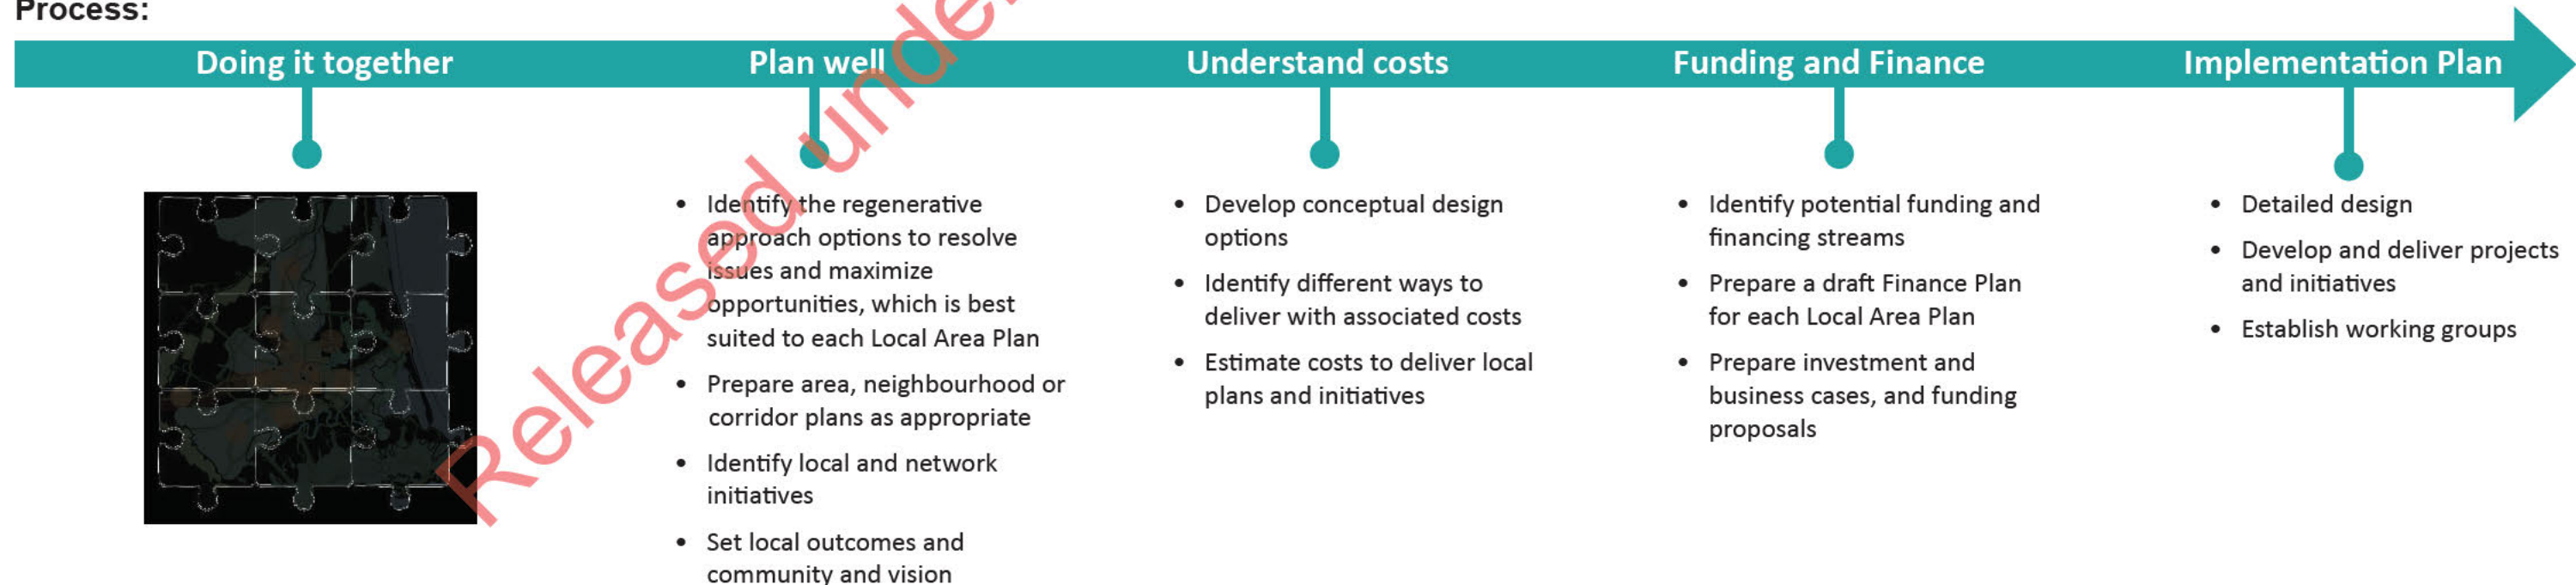 Process:
Doing it together
Plan well
Understand costs
Funding and Finance
Implementation Plan
• Identify the regenerative
approach options to resolve
issues and maximize
opportunities, which is best
suited to each Local Area Plan
• Prepare area, neighbourhood or
corridor plans as appropriate
• Identify local and network
initiatives
• Set local outcomes and
community and vision
• Develop conceptual design
options
• Identify different ways to
deliver with associated costs
• Estimate costs to deliver local
plans and initiatives
• Identify potential funding and
financing streams
• Prepare a draft Finance Plan
for each Local Area Plan
• Prepare investment and
business cases, and funding
proposals
• Detailed design
• Develop and deliver projects
and initiatives
• Establish working groups
Released unde